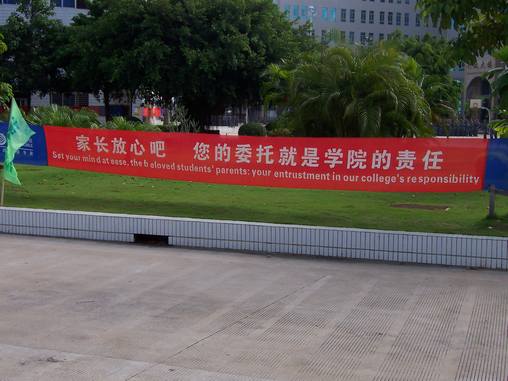 家长放心吧 您的委托就是学院的责任
Set your mind at ease, the beloved students' parents: your entrustment in our college's responsibility